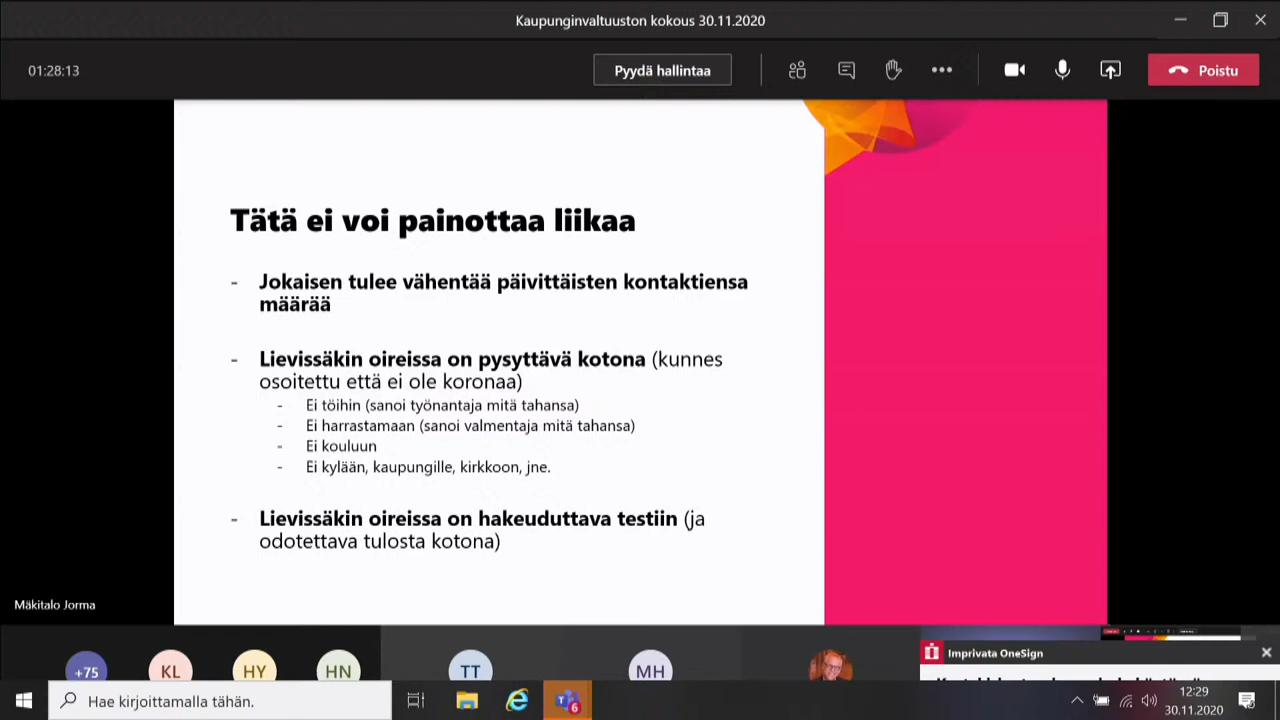 Kaupunginvaltuuston kokous 30.11.2020
01:28:13
Pyydä hallintaa
Poistu
Tätä ei voi painottaa liikaa
- Jokaisen tulee vähentää päivittäisten kontaktiensa
määrää
- Lievissäkin oireissa on pysyttävä kotona (kunnes
osoitettu että ei ole koronaa)
- Ei töihin (sanoi työnantaja mitä tahansa)
- Ei harrastamaan (sanoi valmentaja mitä tahansa)
- Ei kouluun
- Ei kylään, kaupungille, kirkkoon, jne.
- Lievissäkin oireissa on hakeuduttava testiin (ja
odotettava tulosta kotona)
Mäkitalo Jorma
+75 KL HY HN TT MH
Imprivata OneSign
Hae kirjoittamalla tähän.
6
12:29
30.11.2020